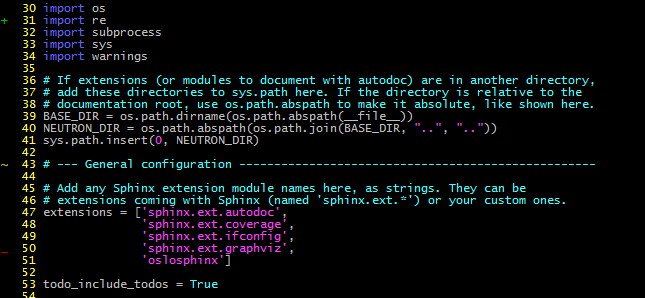 30 import os
+ 31 import re
32 import subprocess
33 import sys
34 import warnings
35
36 # If extensions (or modules to document with autodoc) are in another directory,
37 # add these directories to sys.path here. If the directory is relative to the
38 # documentation root, use os.path.abspath to make it absolute, like shown here.
39 BASE_DIR = os.path.dirname(os.path.abspath(__file__))
40 NEUTRON_DIR = os.path.abspath(os.path.join(BASE_DIR, "..", ".."))
41 sys.path.insert(0, NEUTRON_DIR)
42
~ 43 # --- General configuration ---------------------------------------------------
44
45 # Add any Sphinx extension module names here, as strings. They can be
46 # extensions coming with Sphinx (named 'sphinx.ext.*') or your custom ones.
47 extensions = ['sphinx.ext.autodoc',
48 'sphinx.ext.coverage',
49 'sphinx.ext.ifconfig',
_ 50 'sphinx.ext.graphviz',
51 'oslosphinx']
52
53 todo_include_todos = True
54